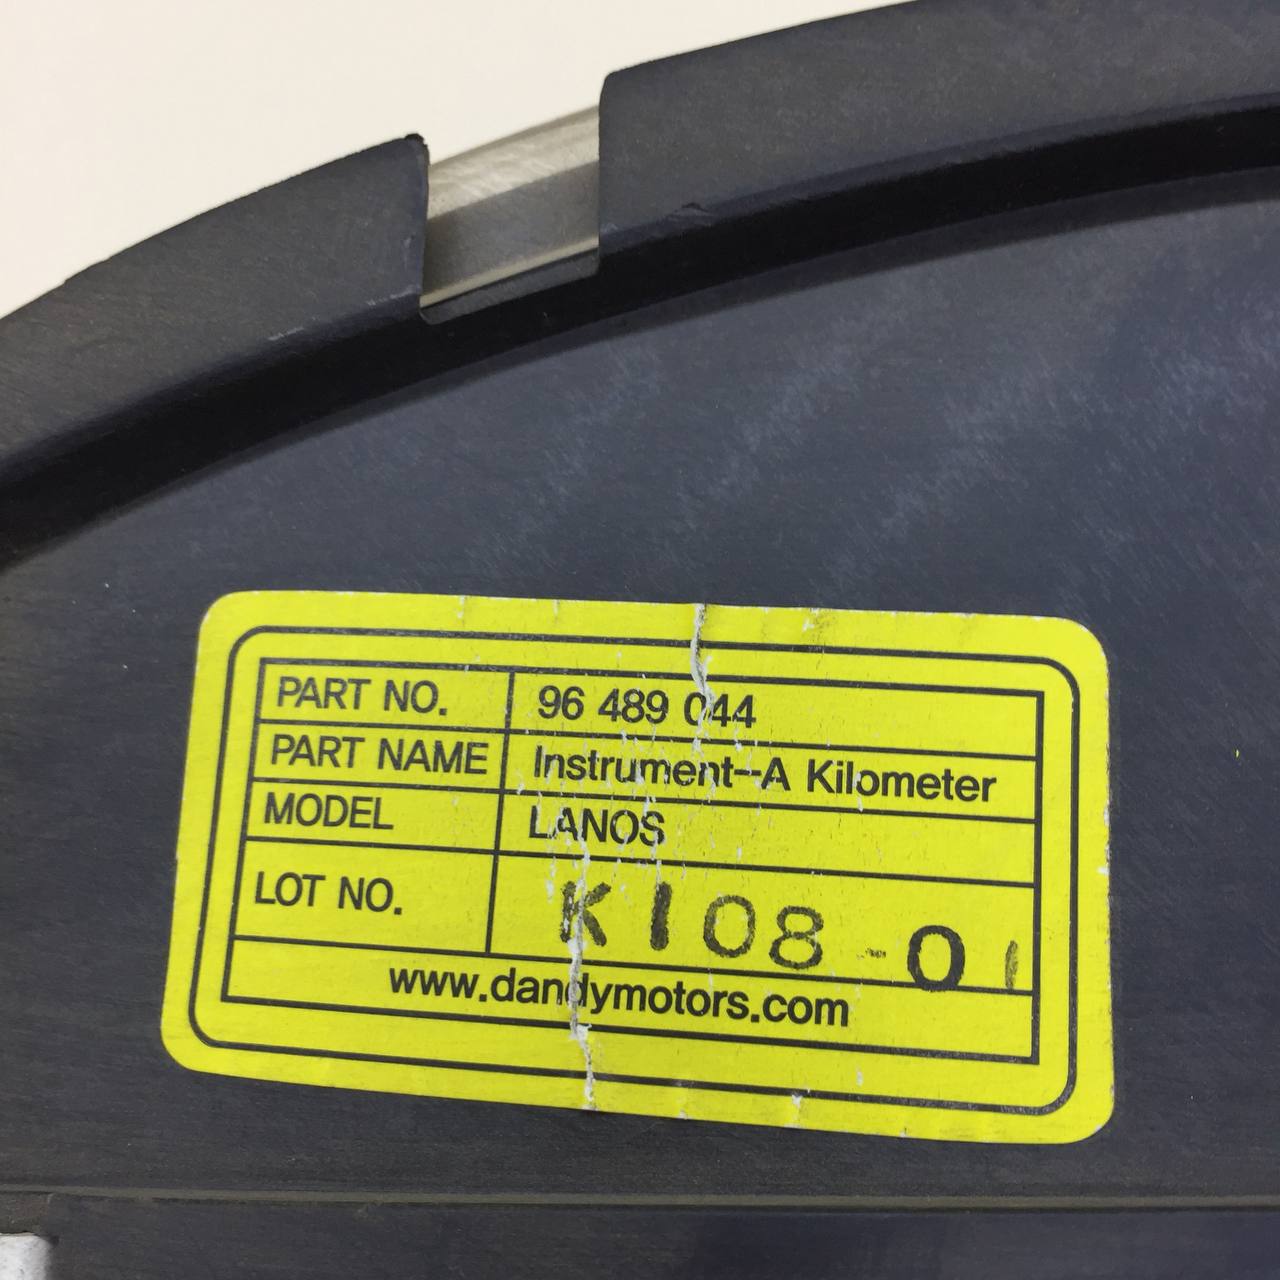 PART NO. 96 489 044
PART NAME Instrument-A Kilometer
MODEL LANOS
LOT NO. K108-01
www.dandymotors.com